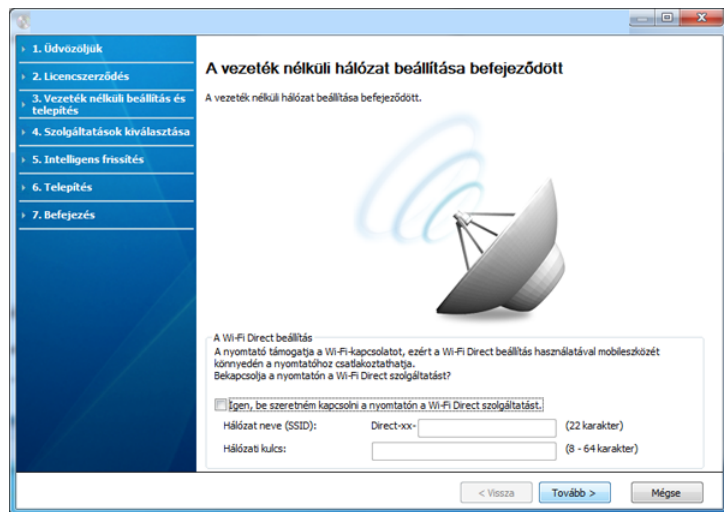 1. Üdvözöljük
2. Licencszerződés
3. Vezeték nélküli beállítás és
telepítés
4. Szolgáltatások kiválasztása
5. Intelligens frissítés
6. Telepítés
7. Befejezés
A vezeték nélküli hálózat beállítása befejeződött
A vezeték nélküli hálózat beállítása befejeződött.
A Wi-Fi Direct beállítás
A nyomtató támogatja a Wi-Fi-kapcsolatot, ezért a Wi-Fi Direct beállítás használatával mobileszközét
könnyedén a nyomtatóhoz csatlakoztathatja.
Bekapcsolja a nyomtatón a Wi-Fi Direct szolgáltatást?
Igen, be szeretném kapcsolni a nyomtatón a Wi-Fi Direct szolgáltatást.
Hálózat neve (SSID): Direct-xx- (22 karakter)
Hálózati kulcs: (8 - 64 karakter)
< Vissza Tovább > Mégse